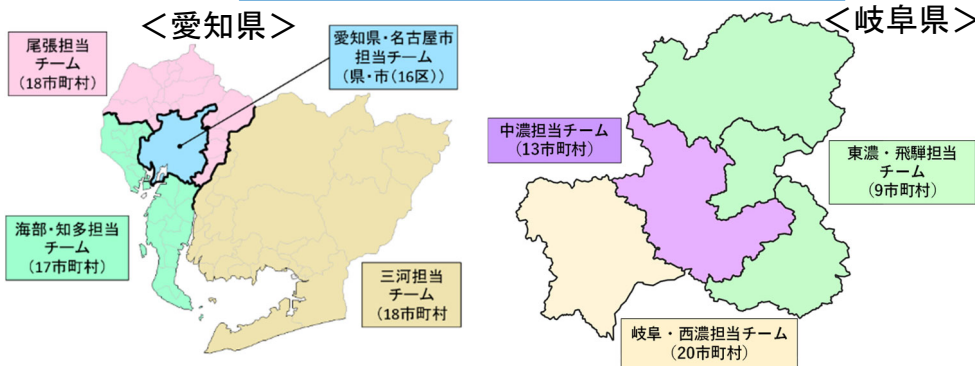 ＜愛知県＞
尾張担当
チーム
（18市町村）
愛知県・名古屋市
担当チーム
（県・市（16区））
海部・知多担当
チーム
（17市町村）
三河担当
チーム
（18市町村
＜岐阜県＞
中濃担当チーム
（13市町村）
東濃・飛騨担当
チーム
（9市町村）
岐阜・西濃担当チーム
（20市町村）